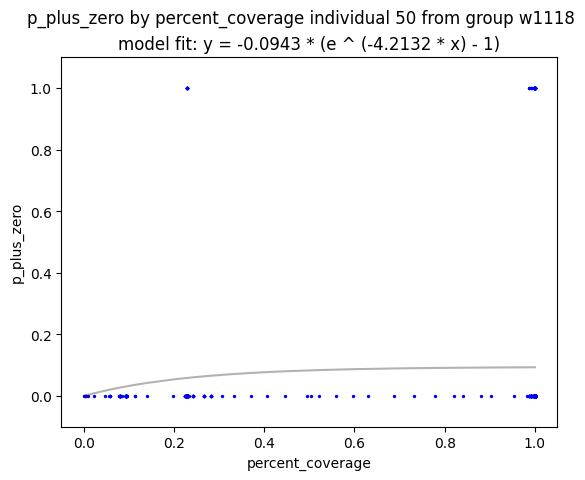 p_plus_zero by percent_coverage individual 50 from group w1118
model fit: y = -0.0943 * (e ^ (-4.2132 * x) - 1)
1.0
0.8
0.6
0.4
0.2
0.0
p_plus_zero
0.0 0.2 0.4 0.6 0.8 1.0
percent_coverage